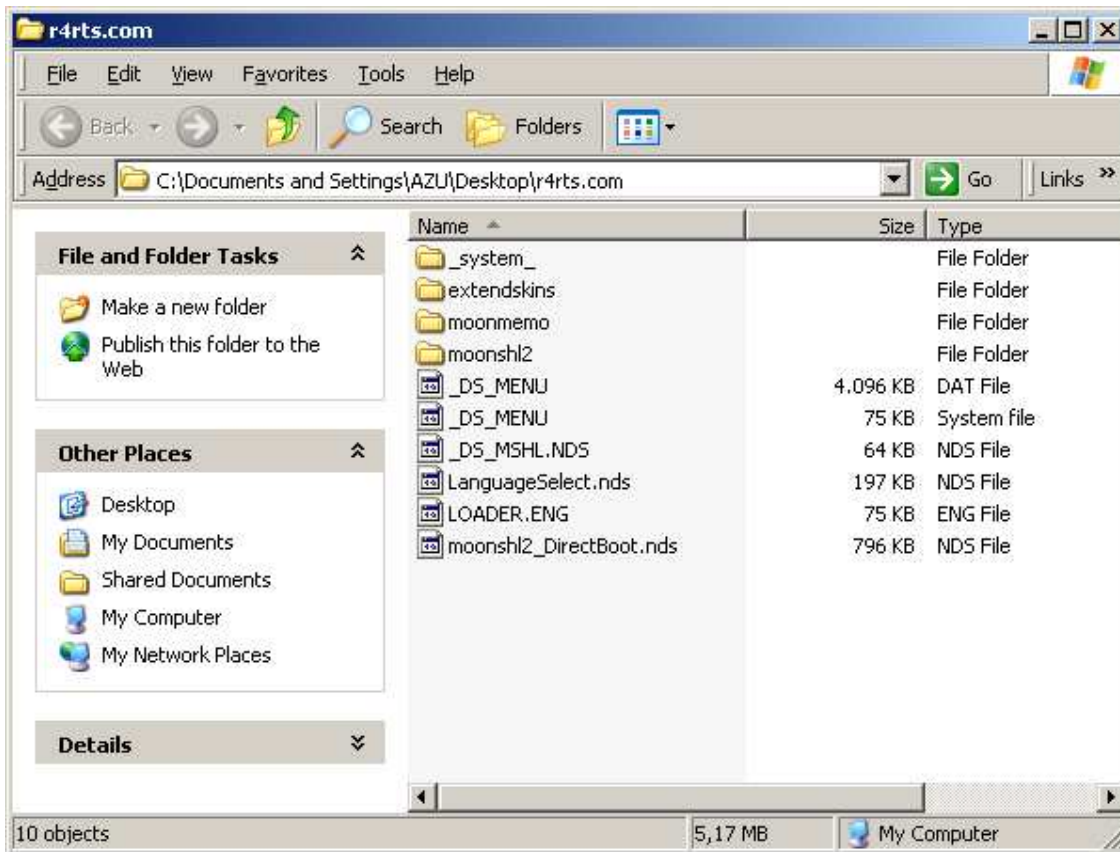 r4rts.com
File Edit View Favorites Tools Help
Back Search Folders
Address C:\Documents and Settings\AZU\Desktop\r4rts.com Go Links »
Name Size Type
File and Folder Tasks
Make a new folder
Publish this folder to the
Web
Other Places
Desktop
My Documents
Shared Documents
My Computer
My Network Places
Details
_system_ File Folder
extendskins File Folder
moonmemo File Folder
moonshl2 File Folder
_DS_MENU 4.096 KB DAT File
_DS_MENU 75 KB System file
_DS_MSHL.NDS 64 KB NDS File
LanguageSelect.nds 197 KB NDS File
LOADER.ENG 75 KB ENG File
moonshl2_DirectBoot.nds 796 KB NDS File
10 objects 5,17 MB My Computer